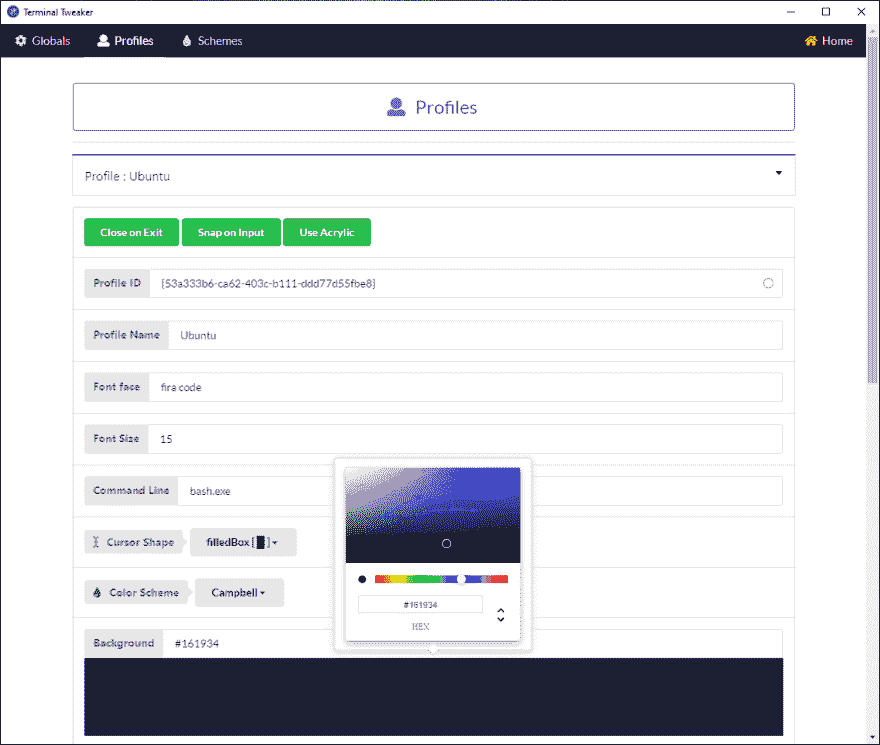 Terminal Tweaker
Globals Profiles Schemes Home
Profiles
Profile : Ubuntu
Close on Exit Snap on Input Use Acrylic
Profile ID {53a333b6-ca62-403c-b111-ddd77d55fbe8}
Profile Name Ubuntu
Font face fira code
Font Size 15
Command Line bash.exe
Cursor Shape filledBox [█]
Color Scheme Campbell
#161934
HEX
Background #161934